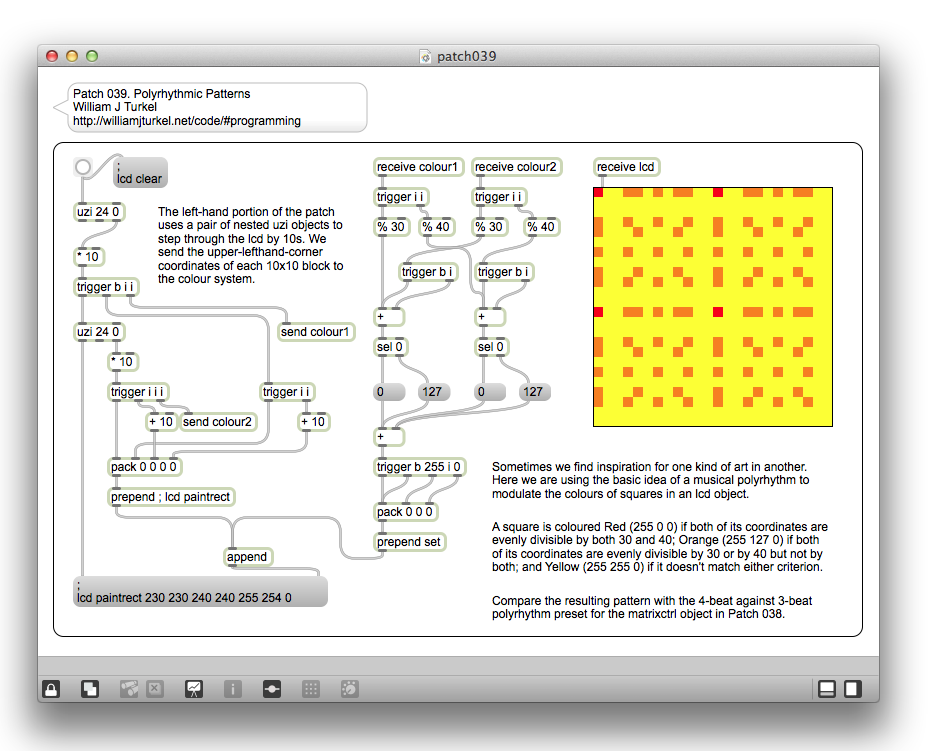 patch039
Patch 039. Polyrhythmic Patterns
William J Turkel
http://williamjturkel.net/code/#programming
;
lcd clear
uzi 24 0
The left-hand portion of the patch
uses a pair of nested uzi objects to
step through the lcd by 10s. We
send the upper-lefthand-corner
coordinates of each 10x10 block to
the colour system.
* 10
trigger b i i
uzi 24 0
send colour1
* 10
trigger i i i
trigger i i
+ 10
send colour2
+ 10
pack 0 0 0 0
prepend ; lcd paintrect
append
;
lcd paintrect 230 230 240 240 255 254 0
receive colour1
receive colour2
trigger i i
trigger i i
% 30
% 40
% 30
% 40
trigger b i
trigger b i
+
+
sel 0
sel 0
0
127
0
127
+
trigger b 255 i 0
pack 0 0 0
prepend set
receive lcd
Sometimes we find inspiration for one kind of art in another.
Here we are using the basic idea of a musical polyrhythm to
modulate the colours of squares in an lcd object.
A square is coloured Red (255 0 0) if both of its coordinates are
evenly divisible by both 30 and 40; Orange (255 127 0) if both
of its coordinates are evenly divisible by 30 or by 40 but not by
both; and Yellow (255 255 0) if it doesn't match either criterion.
Compare the resulting pattern with the 4-beat against 3-beat
polyrhythm preset for the matrixctrl object in Patch 038.